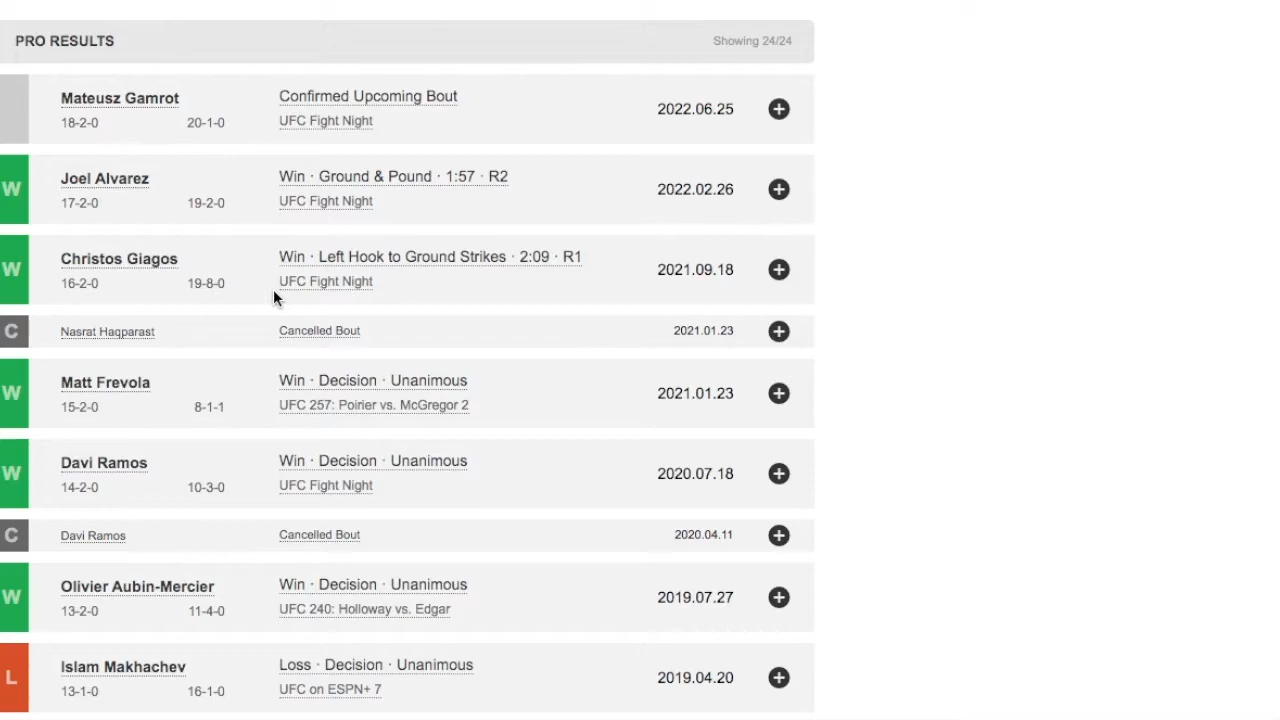 PRO RESULTS Showing 24/24
Mateusz Gamrot Confirmed Upcoming Bout 2022.06.25
18-2-0 20-1-0 UFC Fight Night
W Joel Alvarez Win · Ground & Pound · 1:57 · R2 2022.02.26
17-2-0 19-2-0 UFC Fight Night
W Christos Giagos Win · Left Hook to Ground Strikes · 2:09 · R1 2021.09.18
16-2-0 19-8-0 UFC Fight Night
C Nasrat Haqparast Cancelled Bout 2021.01.23
W Matt Frevola Win · Decision · Unanimous 2021.01.23
15-2-0 8-1-1 UFC 257: Poirier vs. McGregor 2
W Davi Ramos Win · Decision · Unanimous 2020.07.18
14-2-0 10-3-0 UFC Fight Night
C Davi Ramos Cancelled Bout 2020.04.11
W Olivier Aubin-Mercier Win · Decision · Unanimous 2019.07.27
13-2-0 11-4-0 UFC 240: Holloway vs. Edgar
L Islam Makhachev Loss · Decision · Unanimous 2019.04.20
13-1-0 16-1-0 UFC on ESPN+ 7